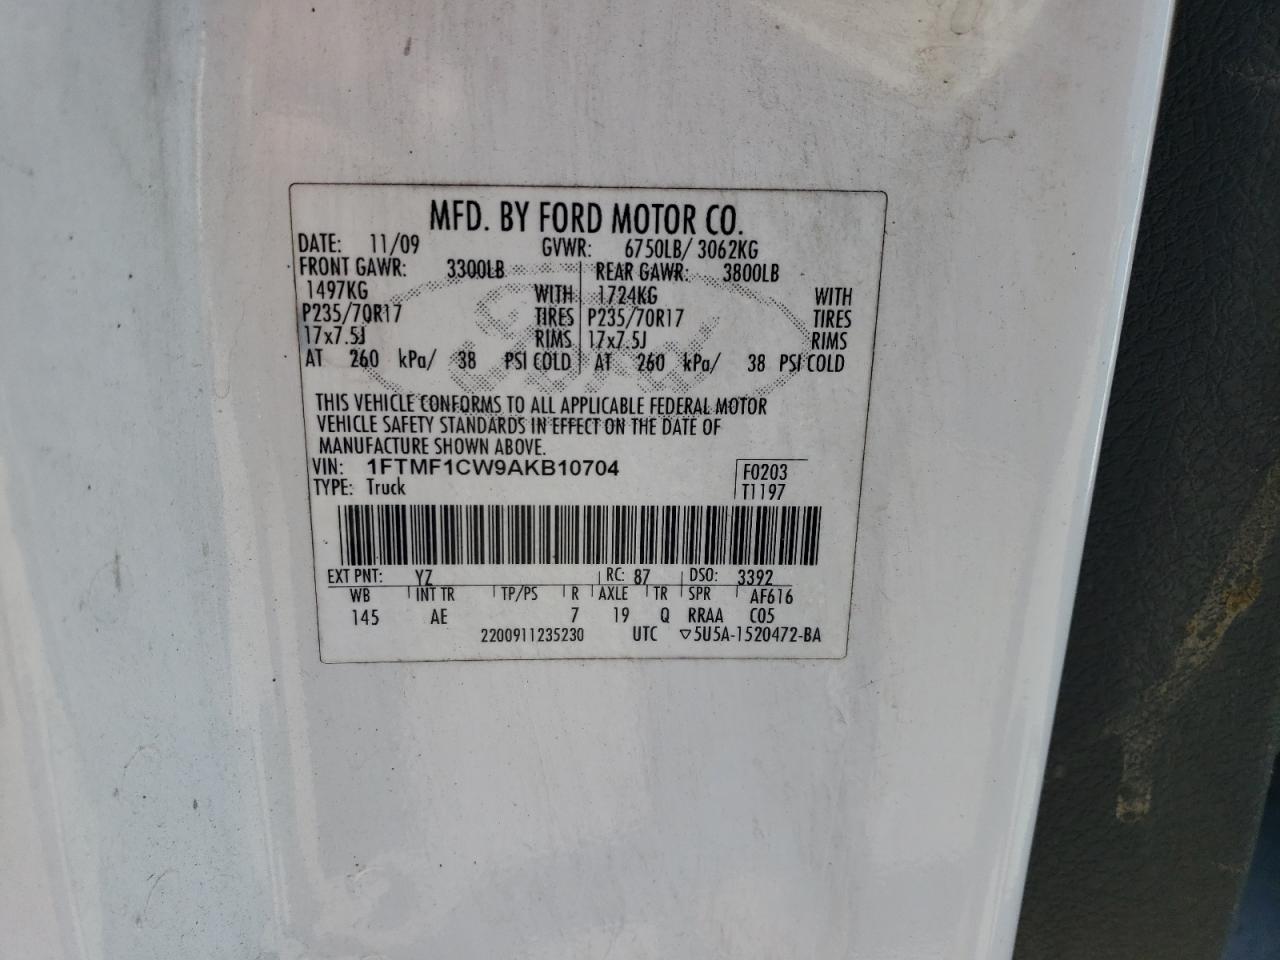 MFD. BY FORD MOTOR CO.
DATE: 11/09 GVWR: 6750LB/ 3062KG
FRONT GAWR: 3300LB REAR GAWR: 3800LB
1497KG WITH 1724KG WITH
P235/70R17 TIRES P235/70R17 TIRES
17x7.5J RIMS 17x7.5J RIMS
AT 260 kPa/ 38 PSI COLD AT 260 kPa/ 38 PSI COLD
THIS VEHICLE CONFORMS TO ALL APPLICABLE FEDERAL MOTOR
VEHICLE SAFETY STANDARDS IN EFFECT ON THE DATE OF
MANUFACTURE SHOWN ABOVE.
VIN: 1FTMF1CW9AKB10704 F0203
TYPE: Truck T1197
EXT PNT: YZ RC: 87 DSO: 3392
WB INT TR TP/PS R AXLE TR SPR AF616
145 AE 7 19 Q RRAA C05
2200911235230 UTC ▽5U5A-1520472-BA